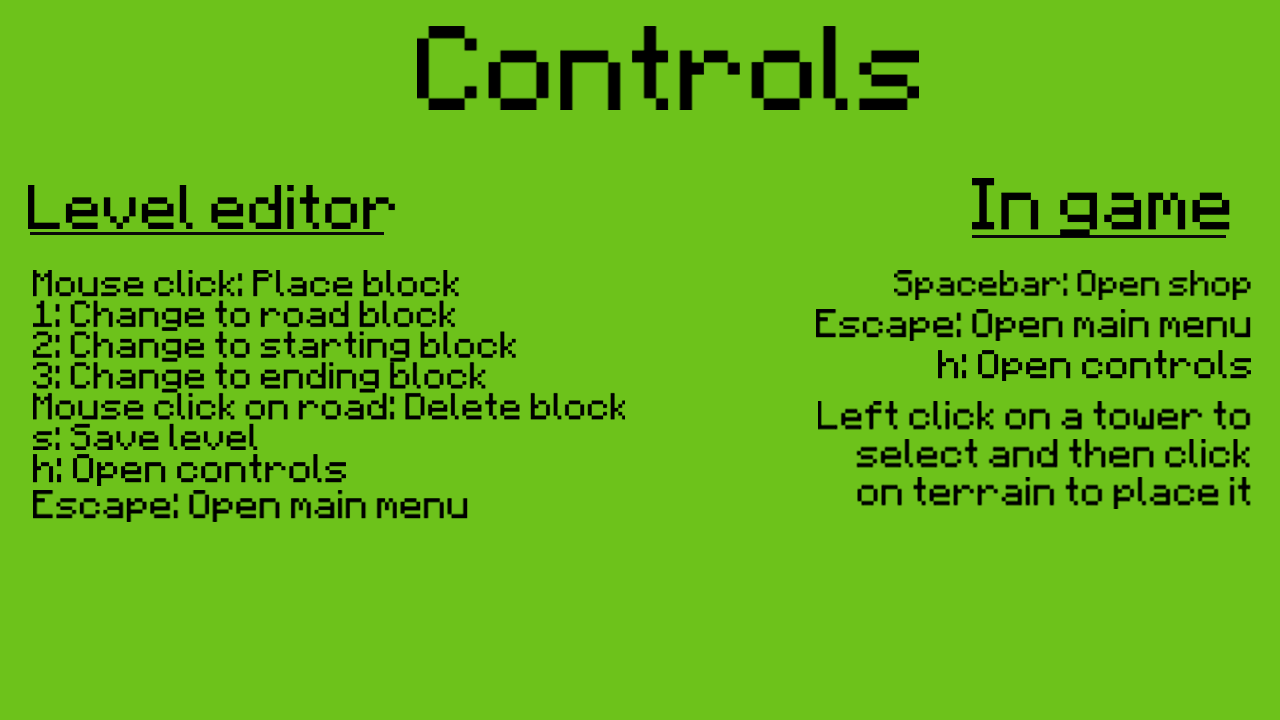 Controls
Level editor
Mouse click: Place block
1: Change to road block
2: Change to starting block
3: Change to ending block
Mouse click on road: Delete block
s: Save level
h: Open controls
Escape: Open main menu
In game
Spacebar: Open shop
Escape: Open main menu
h: Open controls
Left click on a tower to
select and then click
on terrain to place it